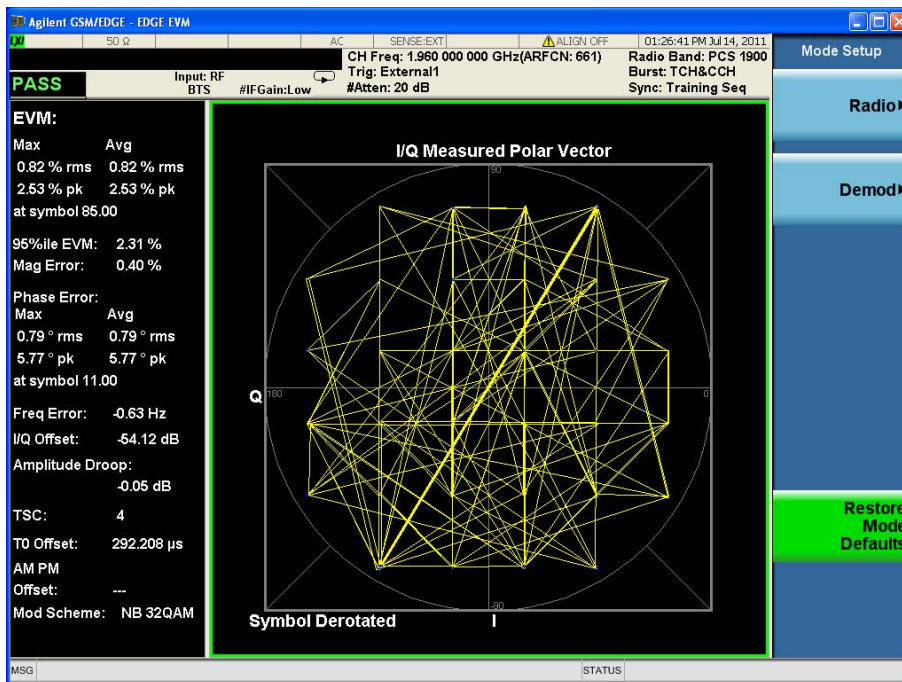 Agilent GSM/EDGE - EDGE EVM
LXI
50 Ω
AC
SENSE:EXT
ALIGN OFF
01:26:41 PM Jul 14, 2011
Mode Setup
PASS
Input: RF
BTS
#IFGain:Low
CH Freq: 1.960 000 000 GHz(ARFCN: 661)
Trig: External1
#Atten: 20 dB
Radio Band: PCS 1900
Burst: TCH&CCH
Sync: Training Seq
EVM:
Max Avg
0.82 % rms 0.82 % rms
2.53 % pk 2.53 % pk
at symbol 85.00
95%ile EVM: 2.31 %
Mag Error: 0.40 %
Phase Error:
Max Avg
0.79 ° rms 0.79 ° rms
5.77 ° pk 5.77 ° pk
at symbol 11.00
Freq Error: -0.63 Hz
I/Q Offset: -54.12 dB
Amplitude Droop:
-0.05 dB
TSC: 4
T0 Offset: 292.208 µs
AM PM
Offset: ---
Mod Scheme: NB 32QAM
I/Q Measured Polar Vector
90
Q
180
0
-90
Symbol Derotated
I
Radio
Demod
Restore
Mode
Defaults
MSG
STATUS